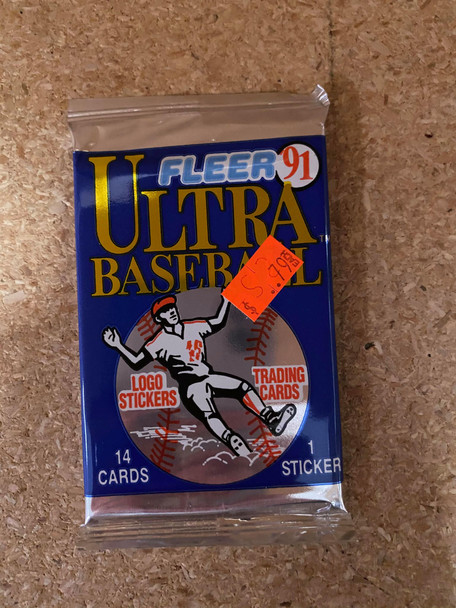 FLEER 91
ULTRA
BASEBALL
LOGO
STICKERS
TRADING
CARDS
14
CARDS
1
STICKER